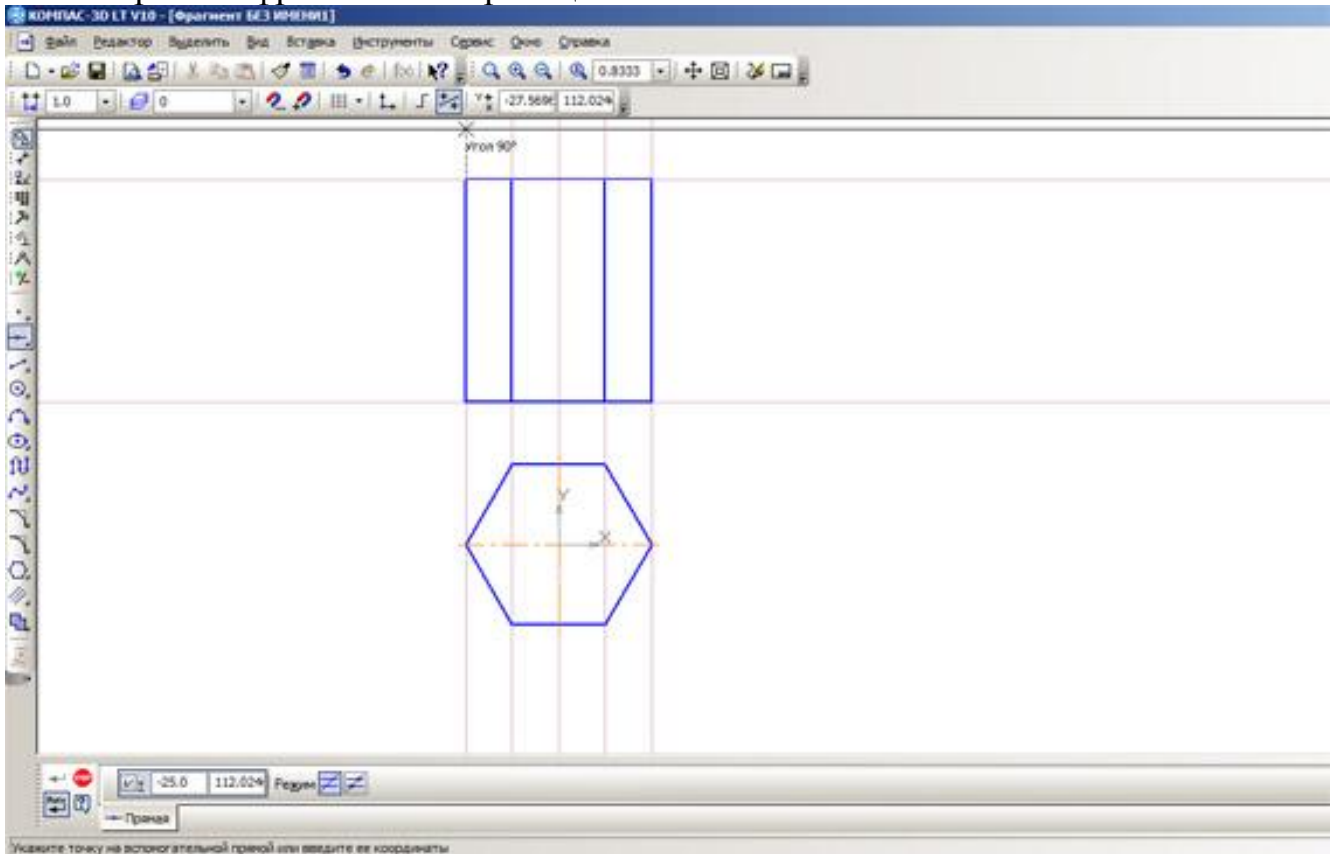 КОМПАС-3D LT V10 - [Фрагмент БЕЗ ИМЕНИ1]
Файл Редактор Выделить Вид Вставка Инструменты Сервис Окно Справка
0.8333
1.0 0 112.024
Угол 90°
Y
X
-25.0 112.024 Режим
Прямая
Укажите точку на вспомогательной прямой или введите ее координаты